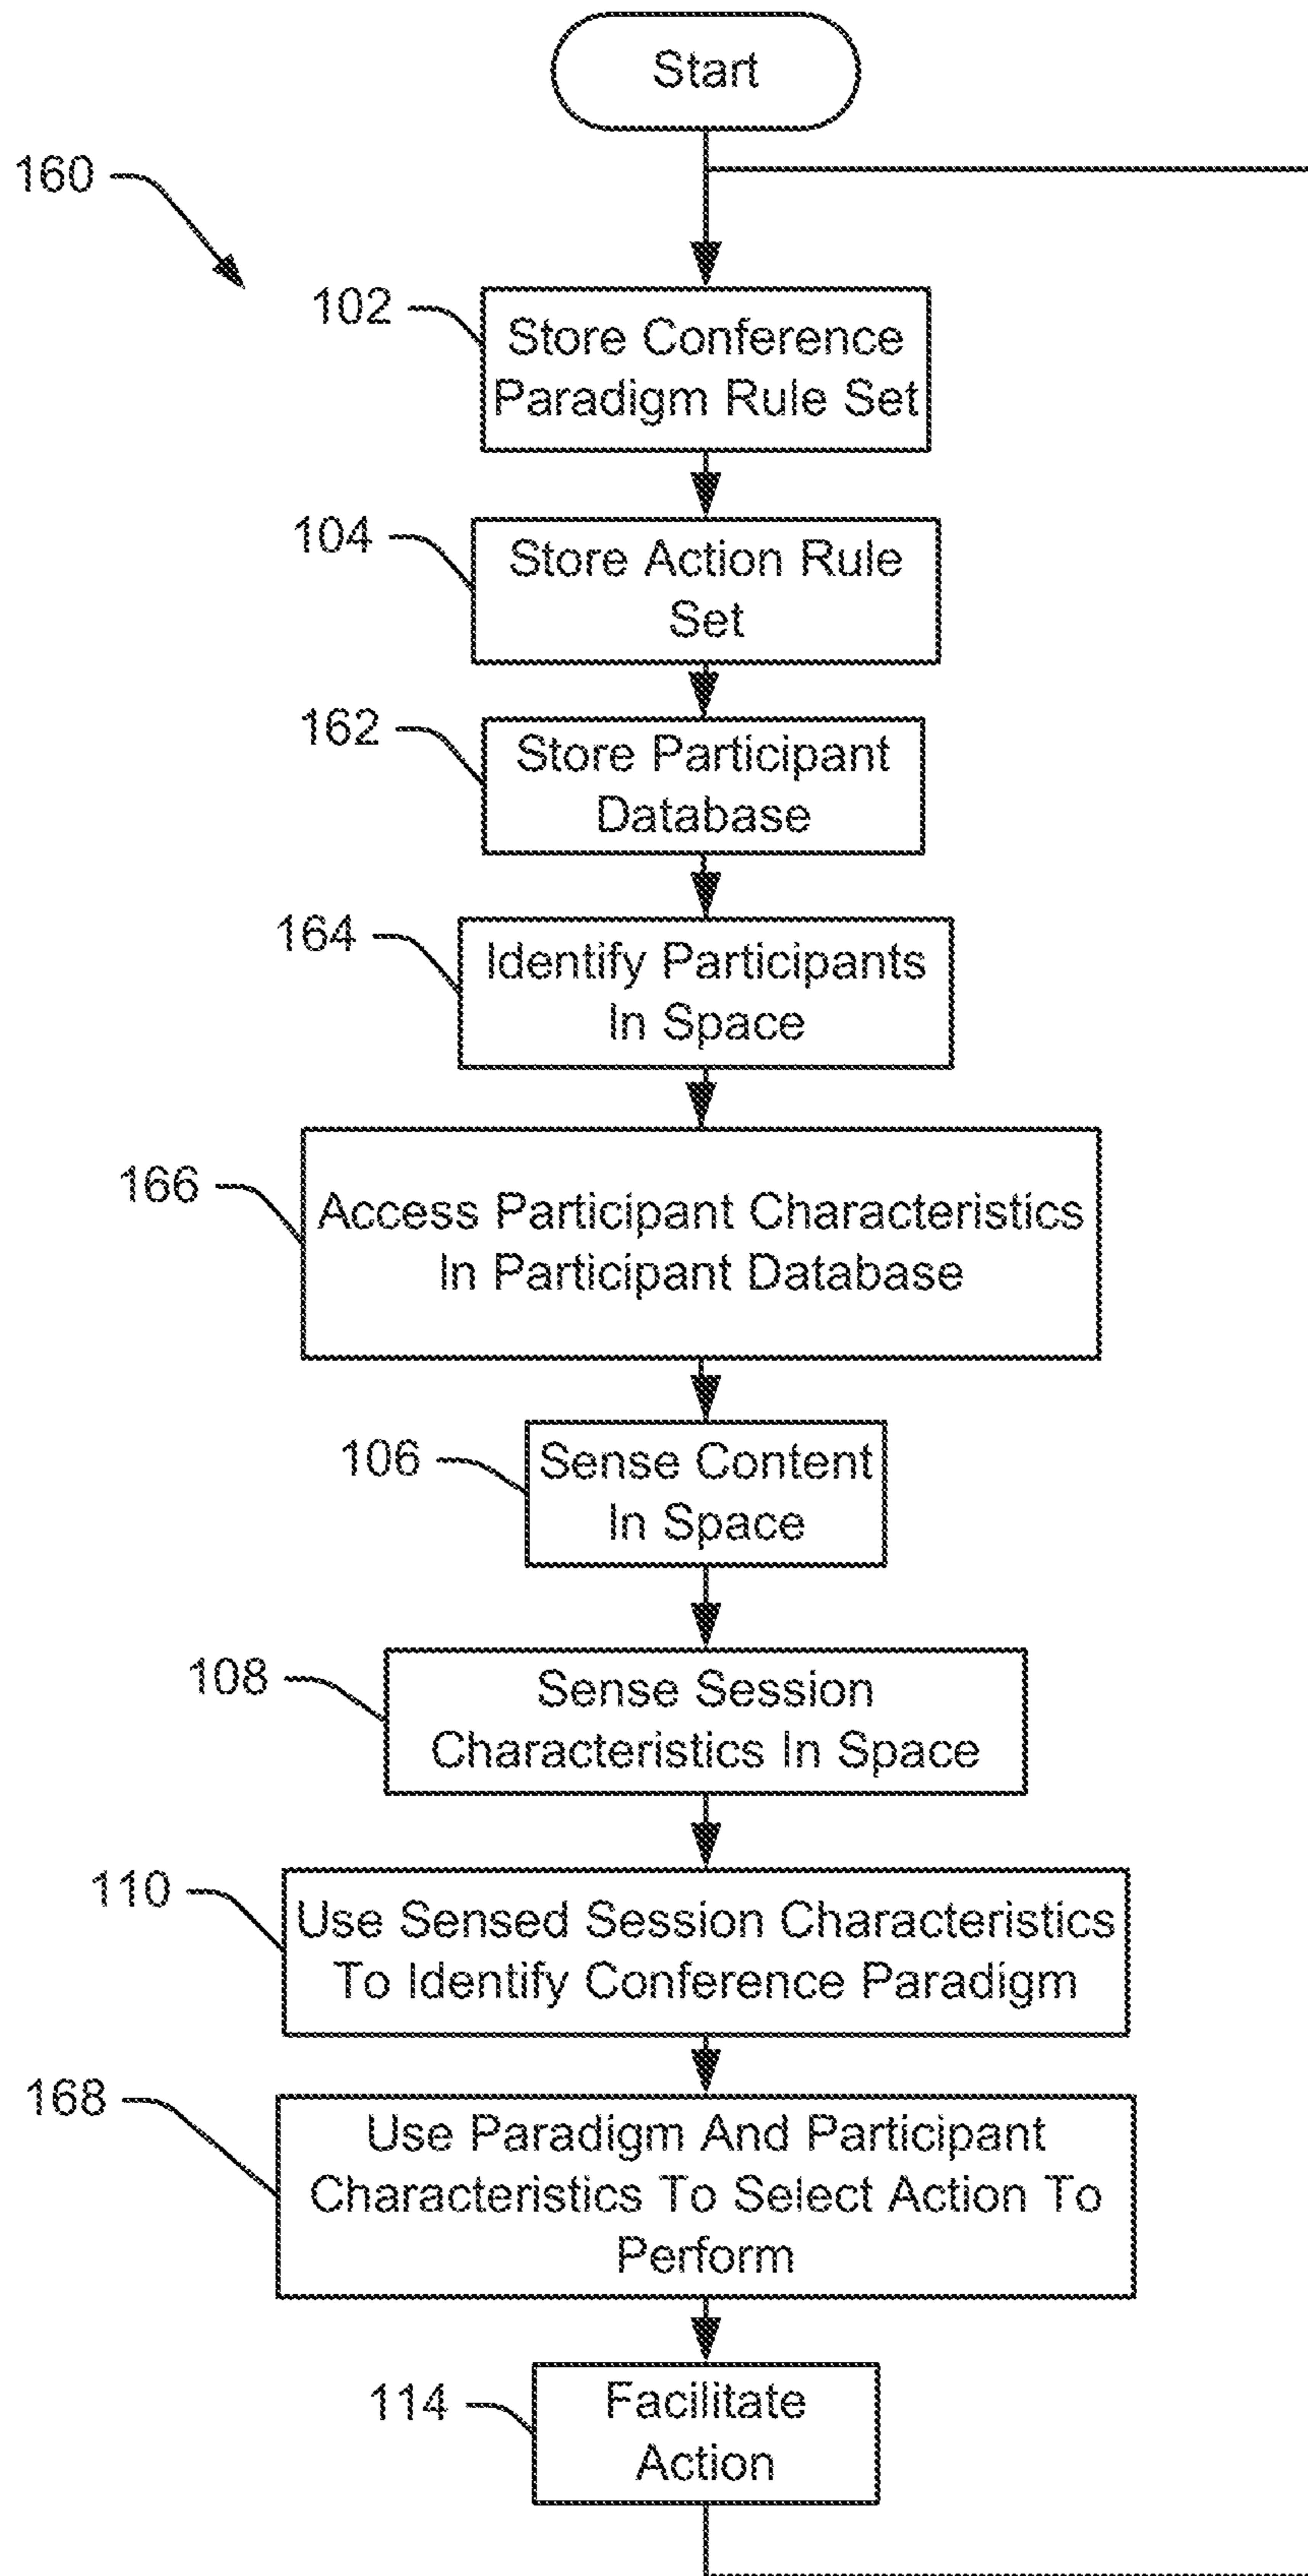 Start
160
102
Store Conference
Paradigm Rule Set
104
Store Action Rule
Set
162
Store Participant
Database
164
Identify Participants
In Space
166
Access Participant Characteristics
In Participant Database
106
Sense Content
In Space
108
Sense Session
Characteristics In Space
110
Use Sensed Session Characteristics
To Identify Conference Paradigm
168
Use Paradigm And Participant
Characteristics To Select Action To
Perform
114
Facilitate
Action